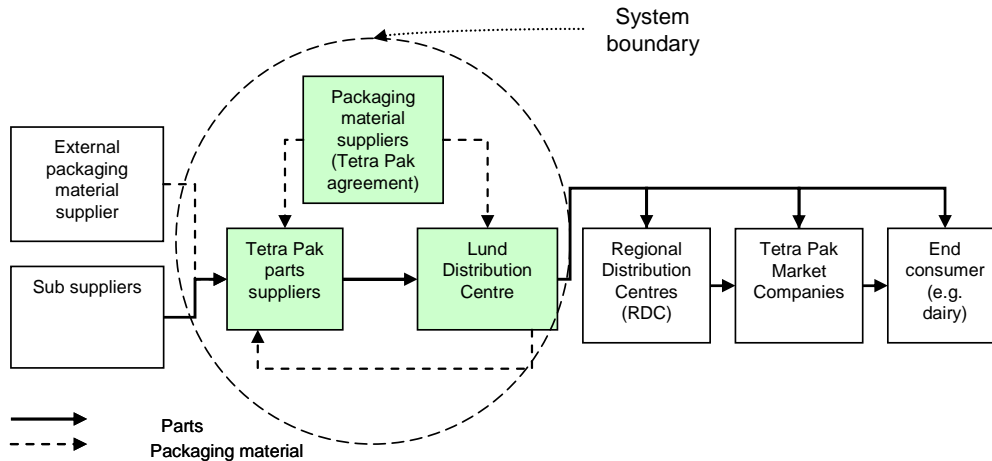 System
boundary
Packaging
material
suppliers
(Tetra Pak
agreement)
External
packaging
material
supplier
Sub suppliers
Tetra Pak
parts
suppliers
Lund
Distribution
Centre
Regional
Distribution
Centres
(RDC)
Tetra Pak
Market
Companies
End
consumer
(e.g.
dairy)
Parts
Packaging material